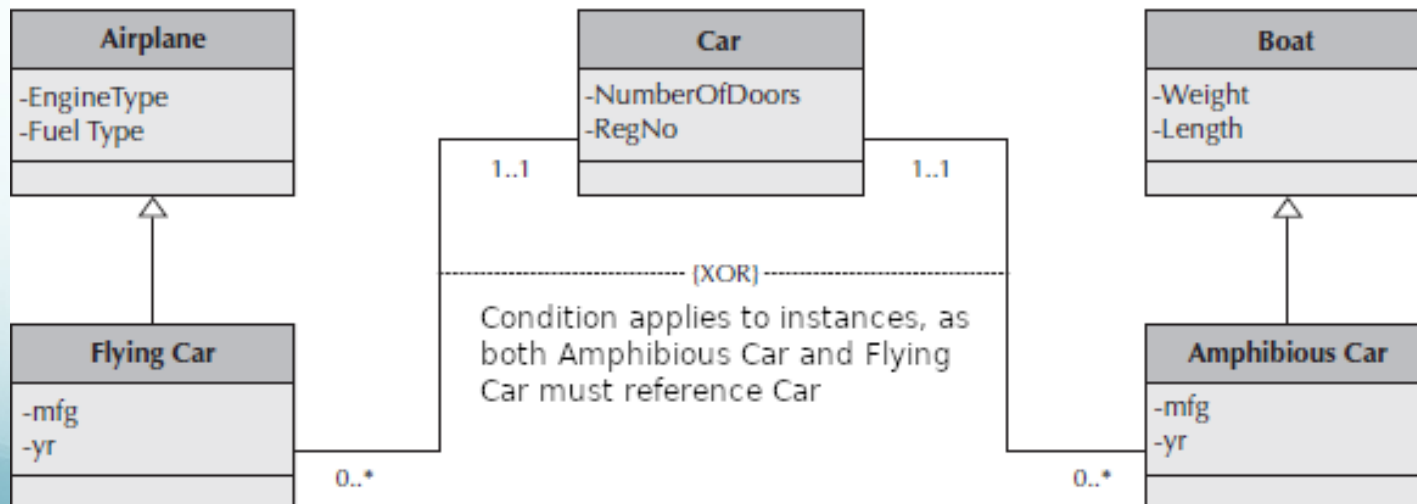 Airplane
-EngineType
-Fuel Type
Car
-NumberOfDoors
-RegNo
Boat
-Weight
-Length
1..1
1..1
{XOR}
Condition applies to instances, as
both Amphibious Car and Flying
Car must reference Car
Flying Car
-mfg
-yr
0..*
Amphibious Car
-mfg
-yr
0..*